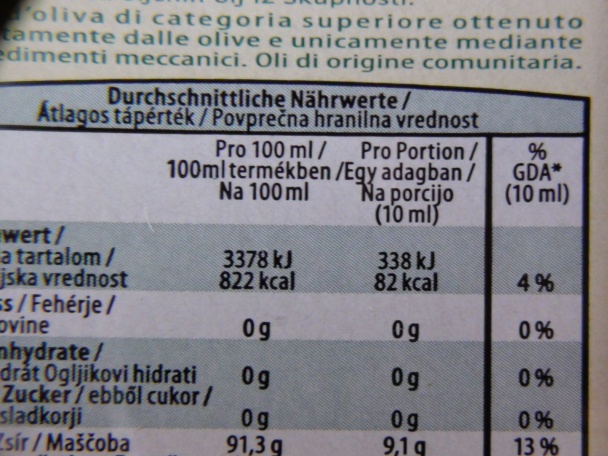 d'oliva di categoria superiore ottenuto
tamente dalle olive e unicamente mediante
edimenti meccanici. Oli di origine comunitaria.
Durchschnittliche Nährwerte /
Átlagos tápérték / Povprečna hranilna vrednost
Pro 100 ml / Pro Portion / %
100ml termékben / Egy adagban / GDA*
Na 100 ml Na porcijo (10 ml)
(10 ml)
wert /
a tartalom / 3378 kJ 338 kJ
jska vrednost 822 kcal 82 kcal 4 %
ss / Fehérje /
ovine 0 g 0 g 0 %
nhydrate /
drát Ogljikovi hidrati 0 g 0 g 0 %
Zucker / ebből cukor /
sladkorji 0 g 0 g 0 %
Zsír / Maščoba 91,3 g 9,1 g 13 %